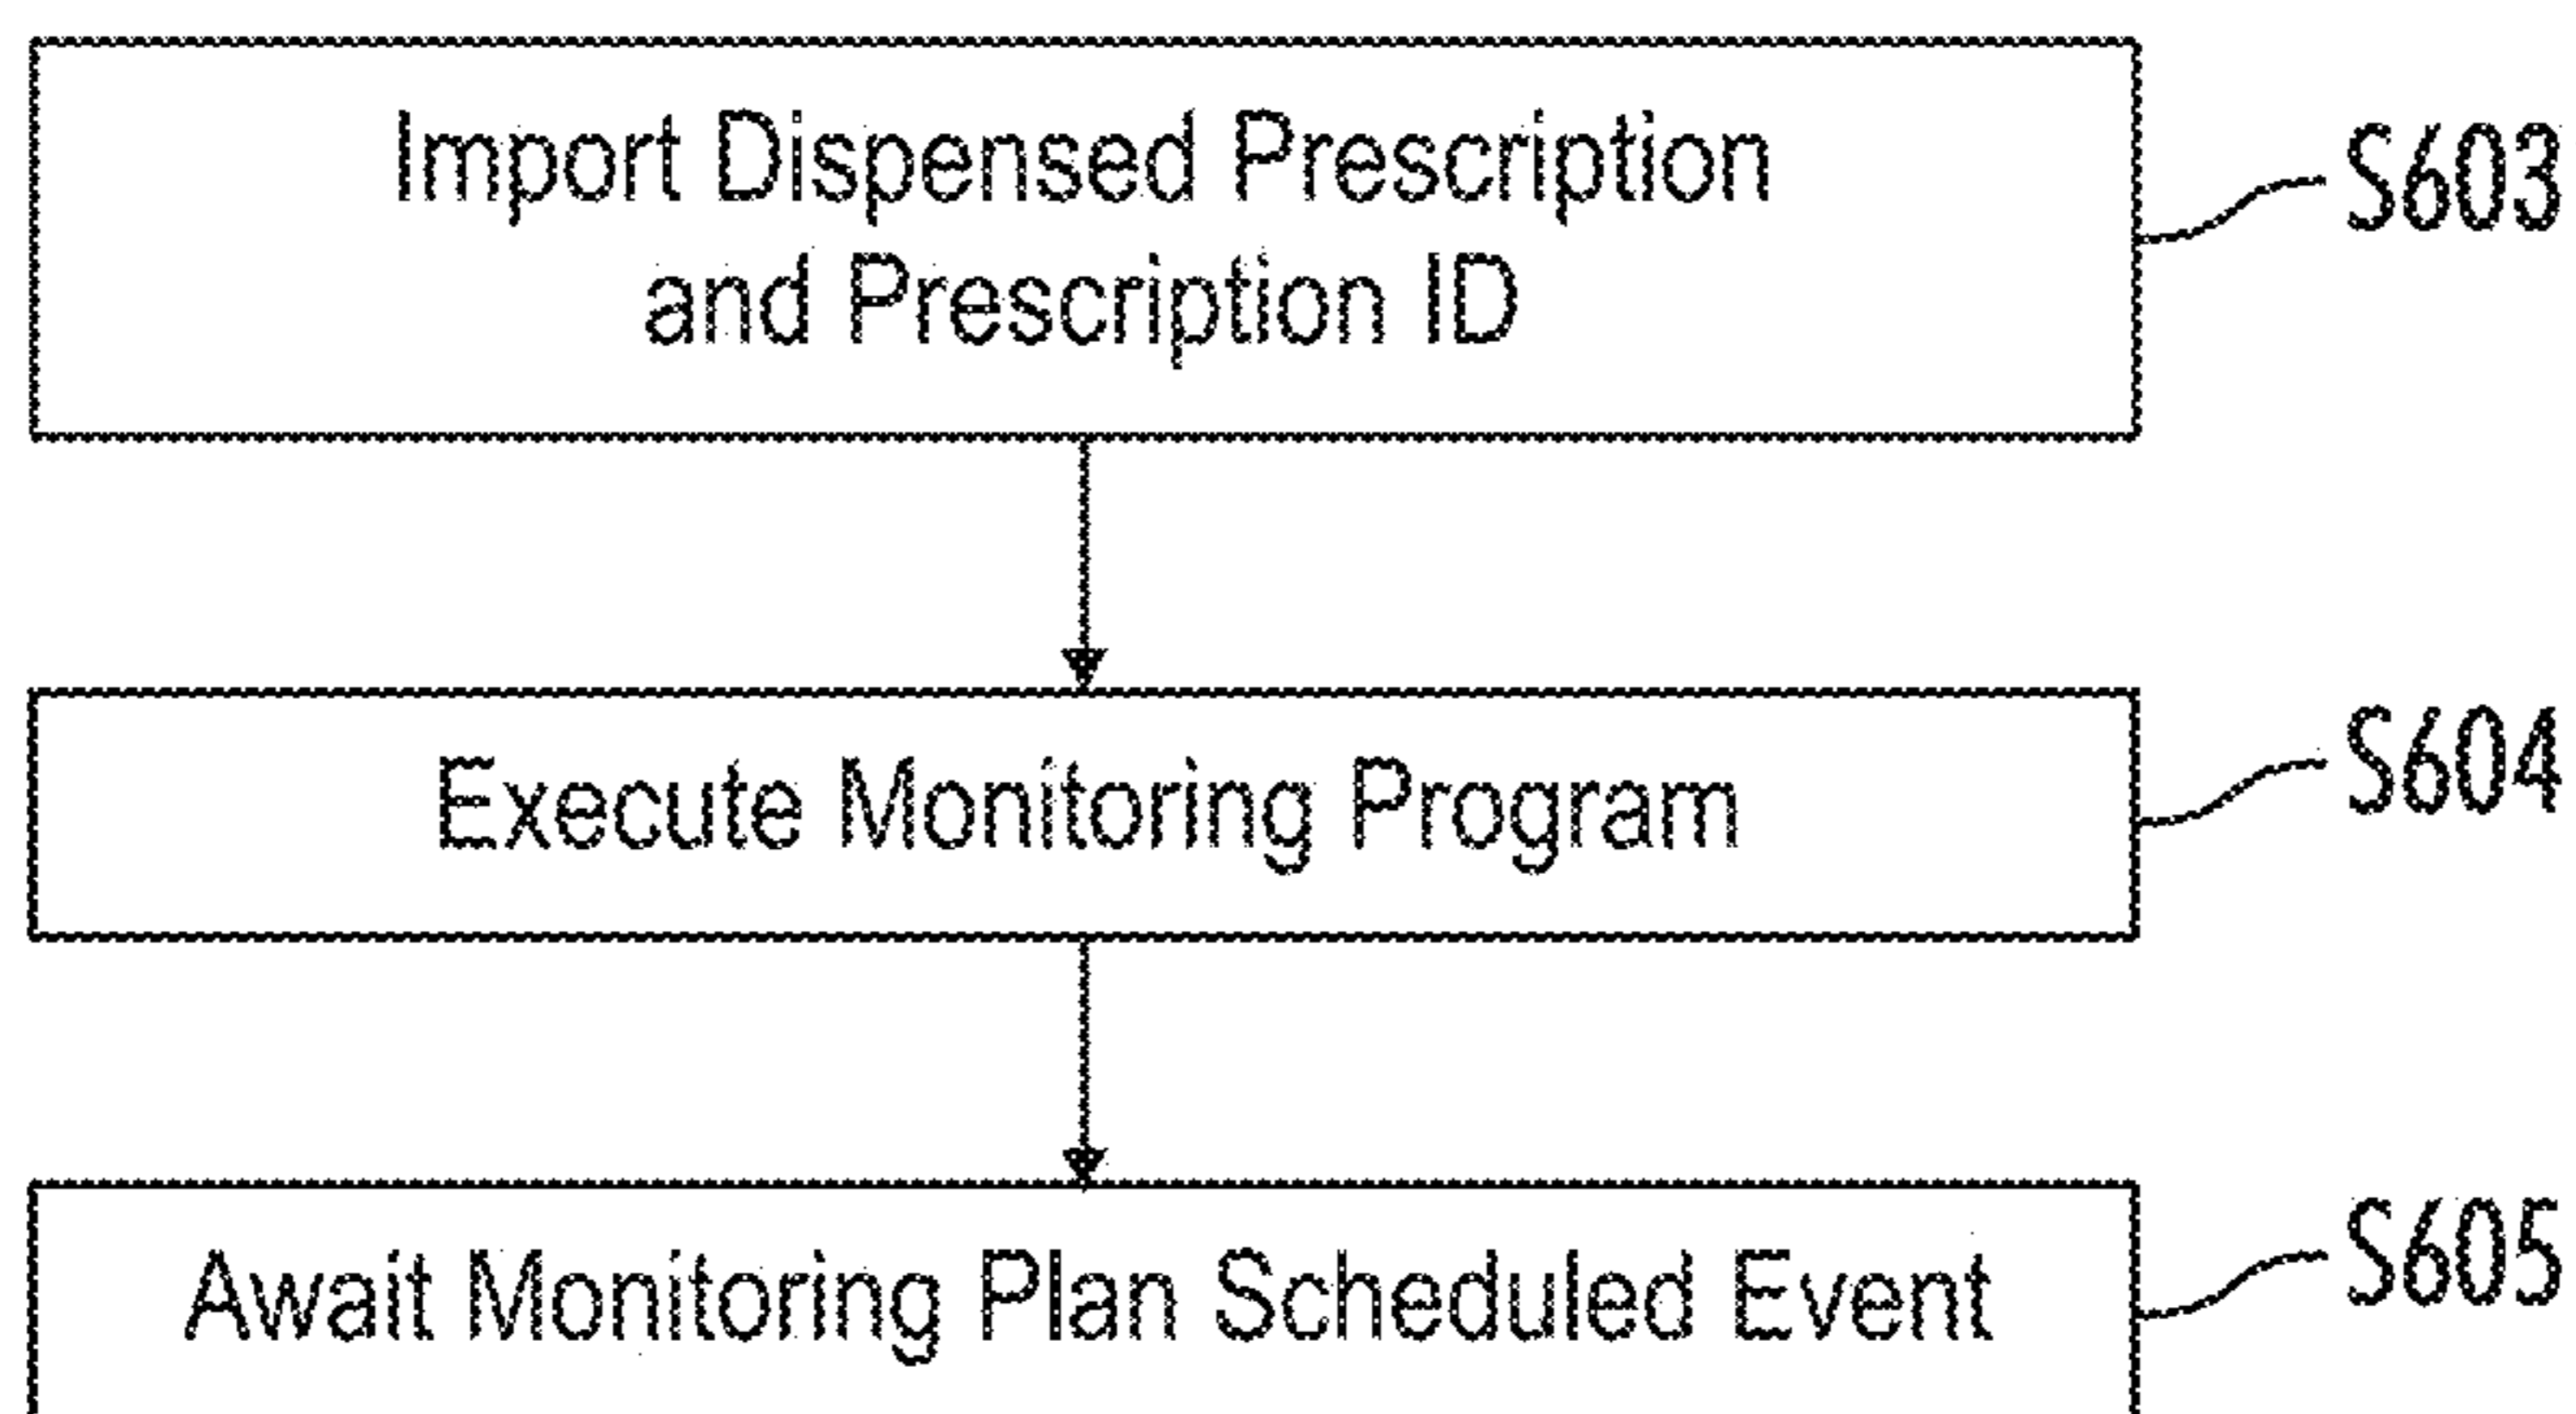 Import Dispensed Prescription
and Prescription ID
S603
Execute Monitoring Program
S604
Await Monitoring Plan Scheduled Event
S605